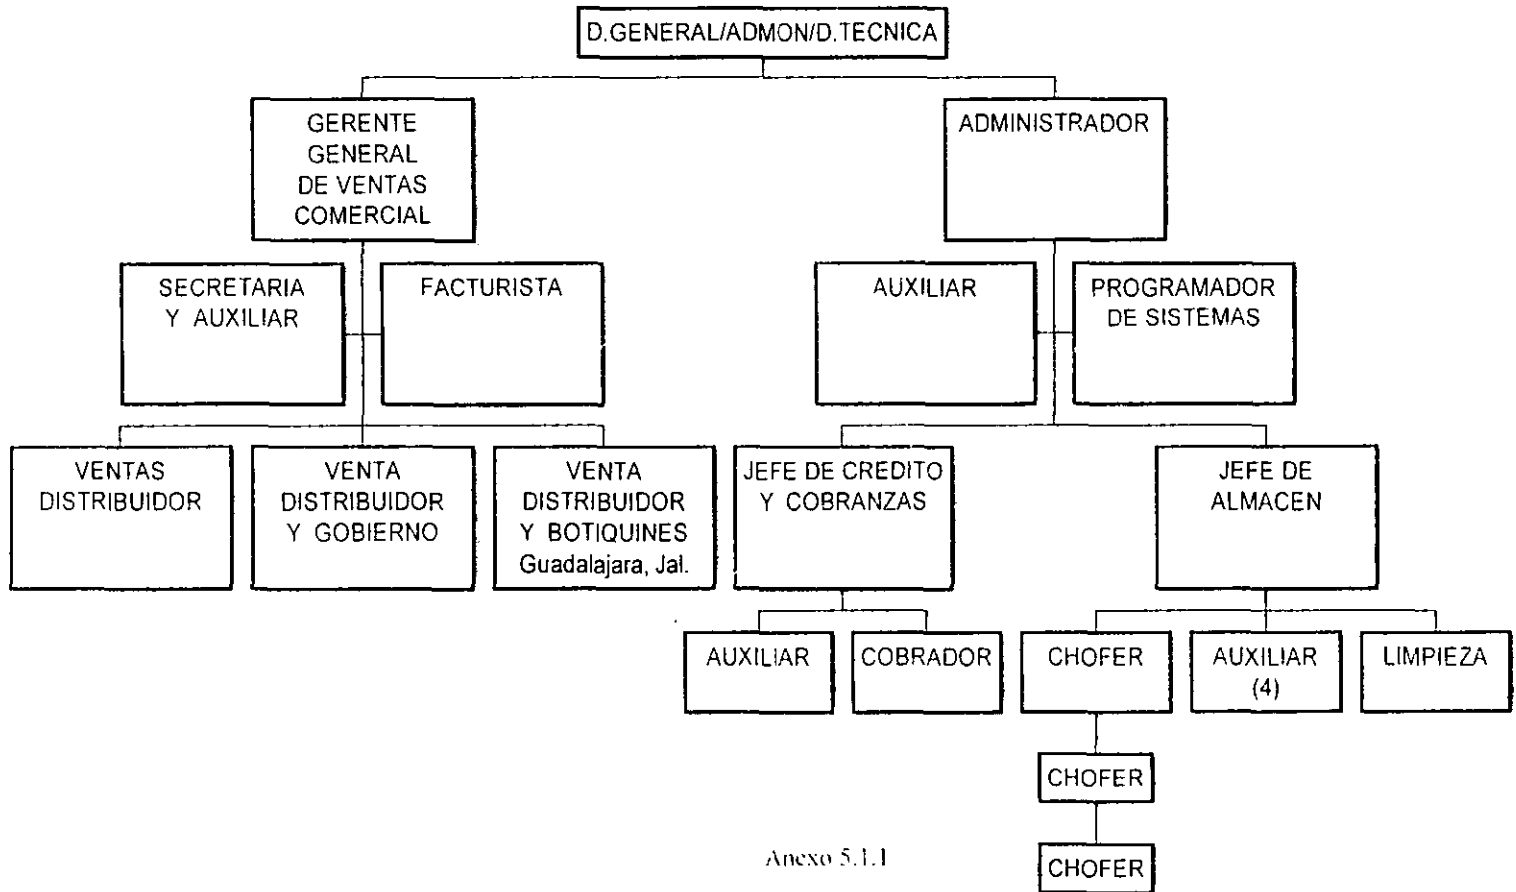 D.GENERAL/ADMON/D.TECNICA
GERENTE
GENERAL
DE VENTAS
COMERCIAL
ADMINISTRADOR
SECRETARIA
Y AUXILIAR
FACTURISTA
AUXILIAR
PROGRAMADOR
DE SISTEMAS
VENTAS
DISTRIBUIDOR
VENTA
DISTRIBUIDOR
Y GOBIERNO
VENTA
DISTRIBUIDOR
Y BOTIQUINES
Guadalajara, Jal.
JEFE DE CREDITO
Y COBRANZAS
JEFE DE
ALMACEN
AUXILIAR
COBRADOR
CHOFER
AUXILIAR
(4)
LIMPIEZA
CHOFER
CHOFER
Anexo 5.1.1